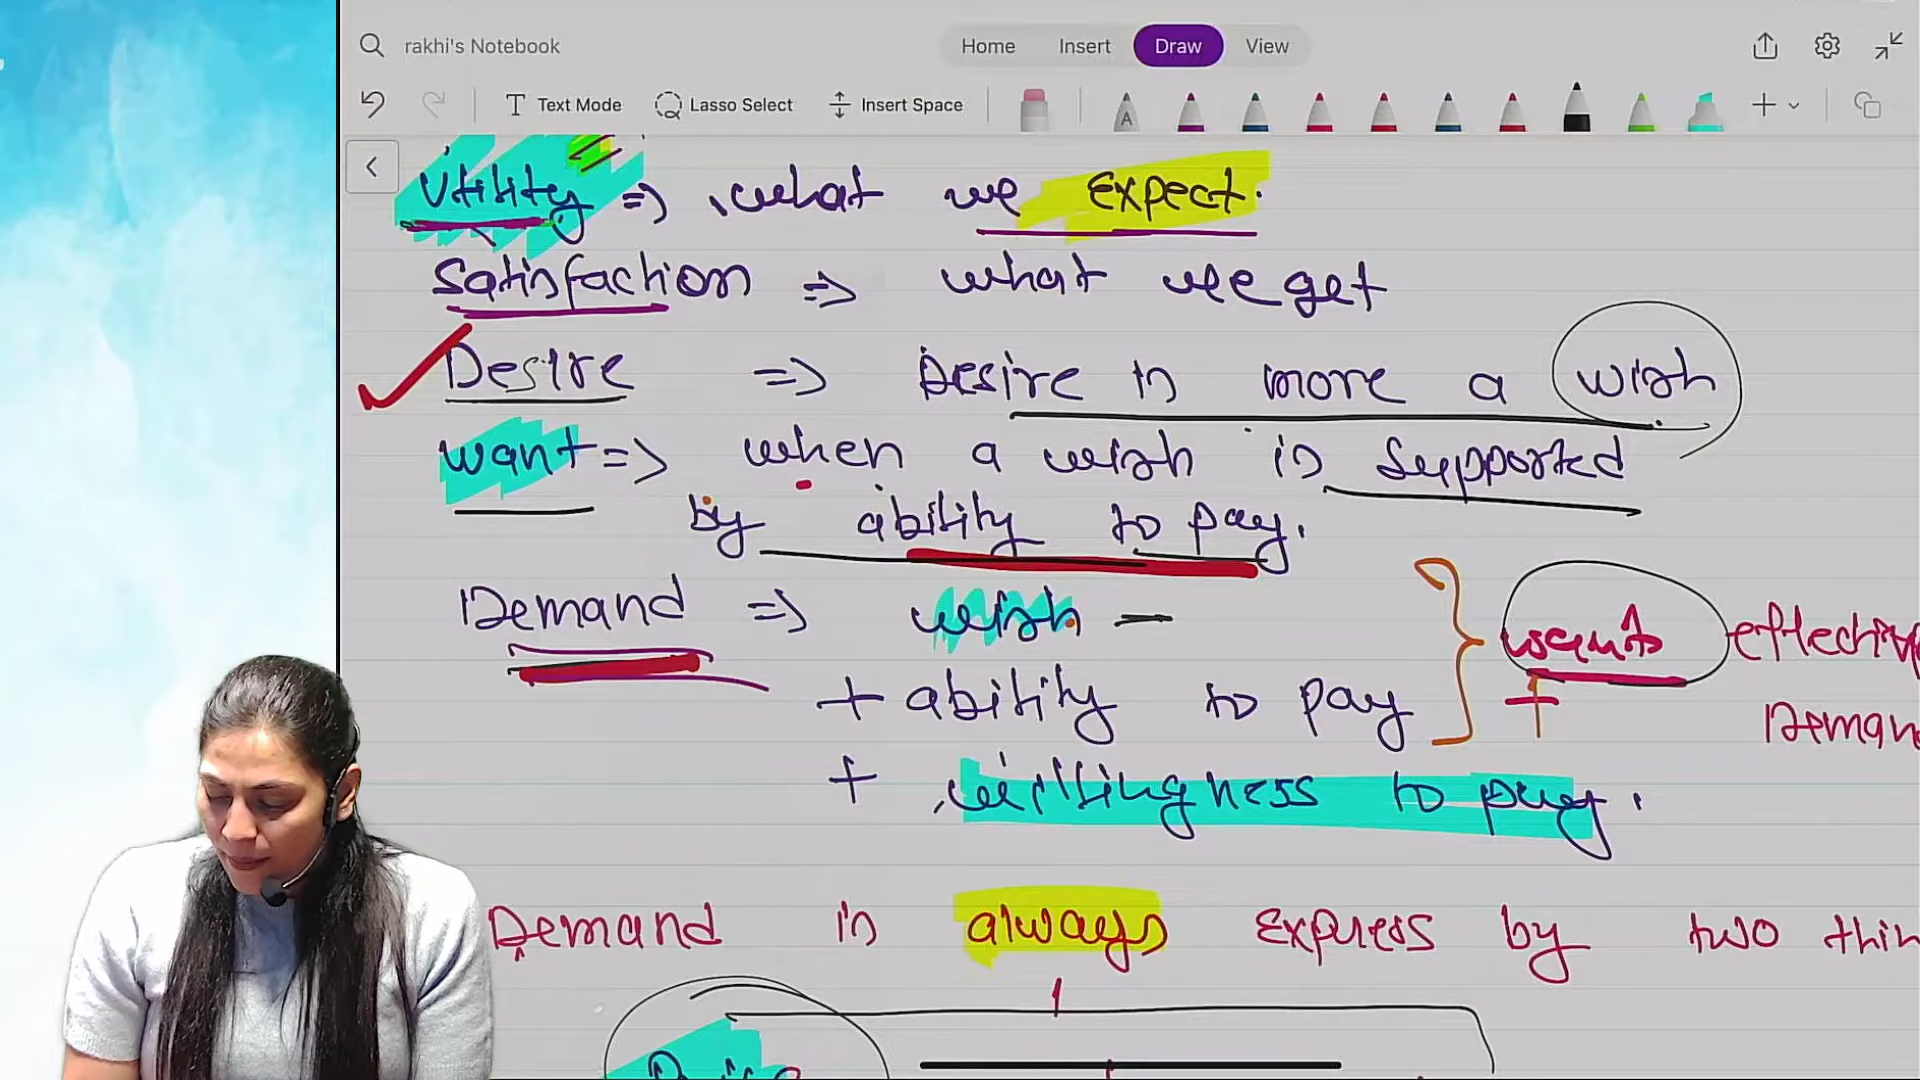 rakhi's Notebook
Home Insert Draw View
Text Mode Lasso Select Insert Space
A
Utility => what we Expect.
Satisfaction => what we get
Desire => Desire is more a wish
want => when a wish is Supported
by ability to pay.
Demand => wish
+ ability to pay
+ willingness to pay.
wants
+
effective
Deman
Demand is always Express by two thin
Price